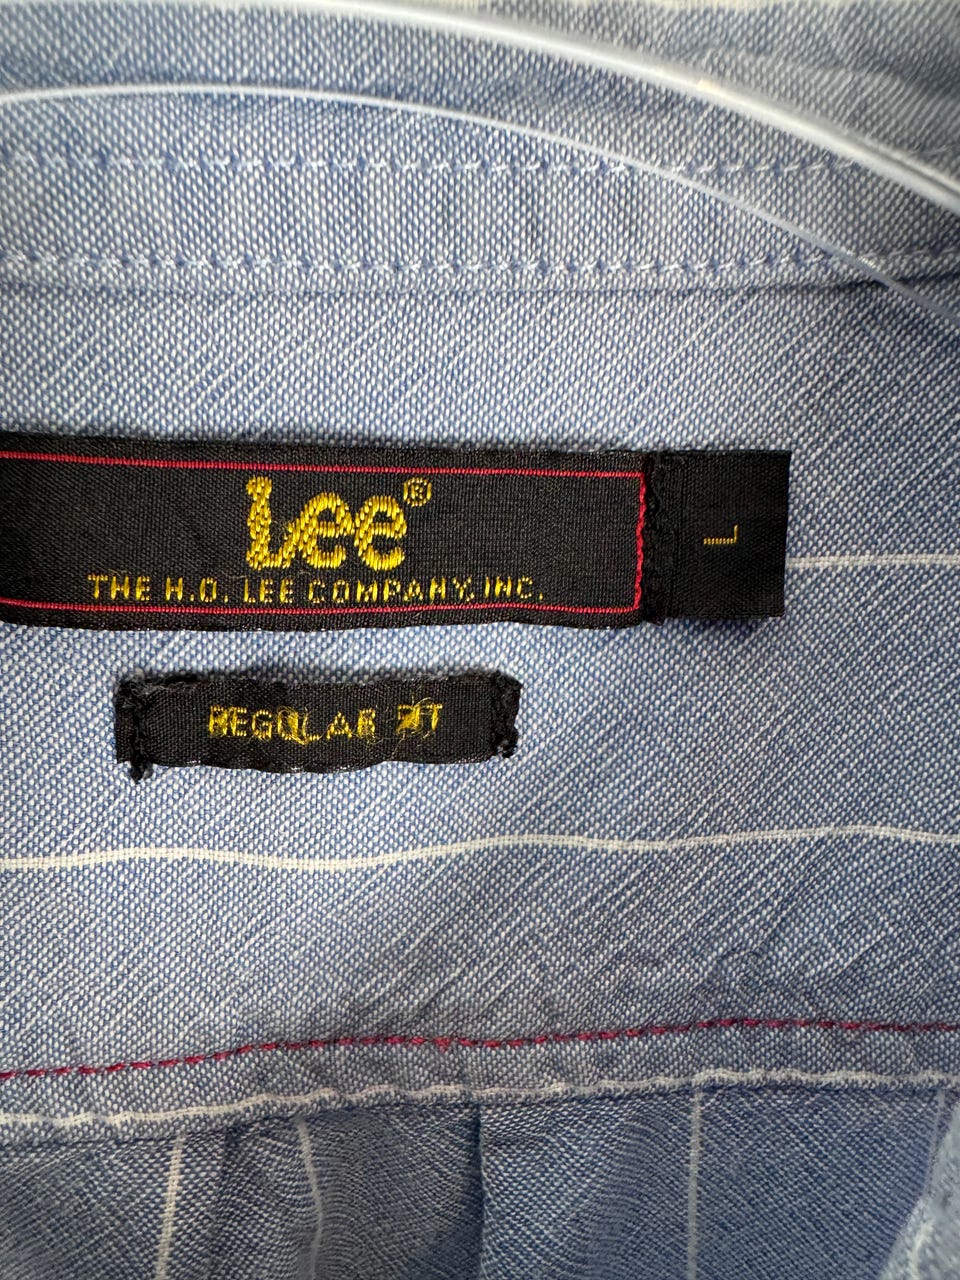 Lee®
THE H.D. LEE COMPANY, INC.
L
REGULAR FIT